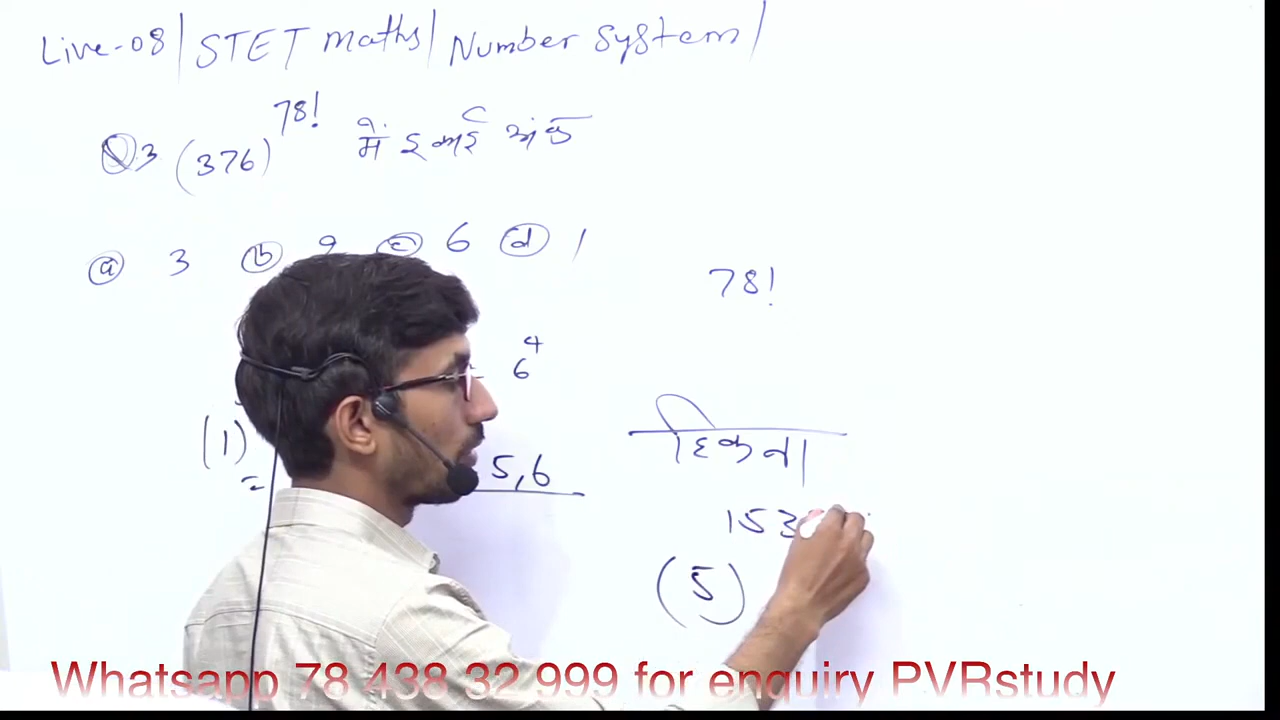 Live-08 | STET maths | Number System |
Q3 (376)^78! में इकाई अंक
ⓐ 3 ⓑ 9 ⓒ 6 ⓓ 1
78!
6^4
(1)
=
5,6
153
(5)
Whatsapp 78 438 32 999 for enquiry PVRstudy